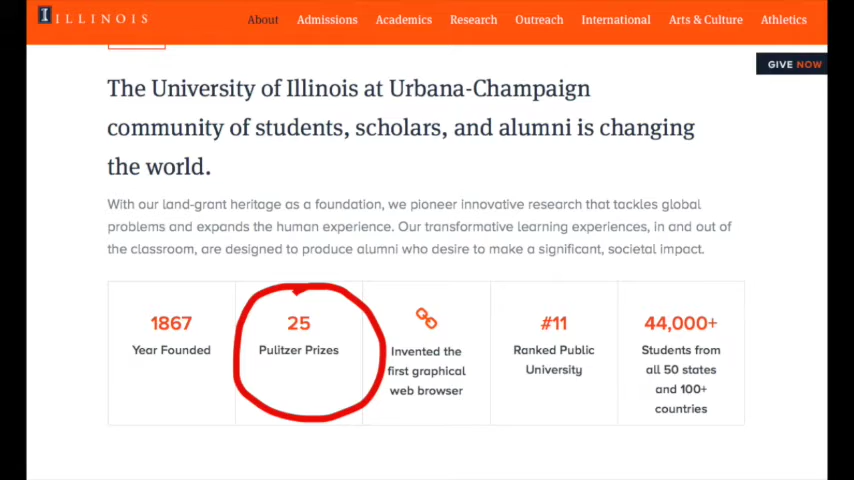 ILLINOIS
About Admissions Academics Research Outreach International Arts & Culture Athletics
GIVE NOW
The University of Illinois at Urbana-Champaign
community of students, scholars, and alumni is changing
the world.
With our land-grant heritage as a foundation, we pioneer innovative research that tackles global
problems and expands the human experience. Our transformative learning experiences, in and out of
the classroom, are designed to produce alumni who desire to make a significant, societal impact.
1867
Year Founded
25
Pulitzer Prizes
Invented the
first graphical
web browser
#11
Ranked Public
University
44,000+
Students from
all 50 states
and 100+
countries